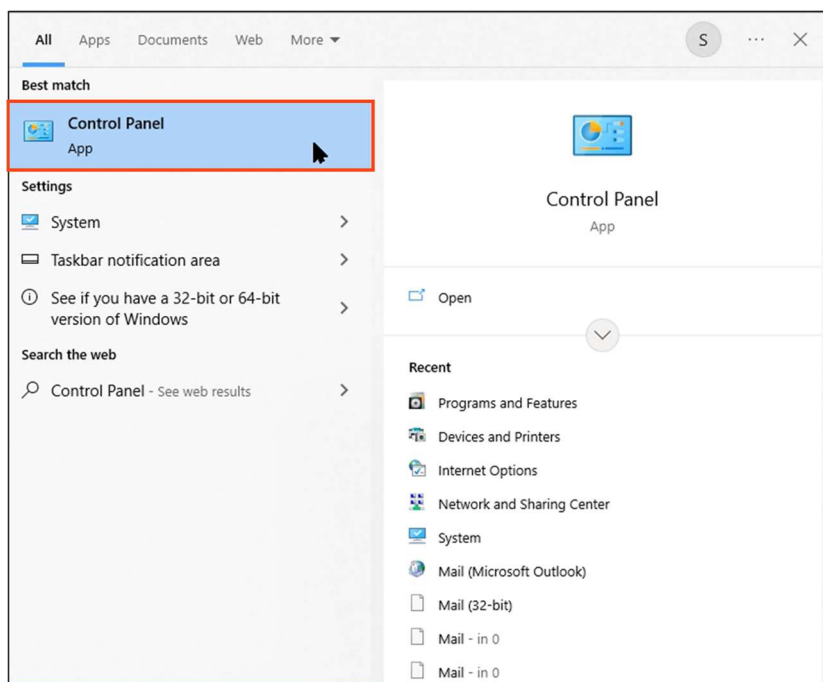 All Apps Documents Web More
S ...
Best match
Control Panel
App
Settings
System
Taskbar notification area
See if you have a 32-bit or 64-bit
version of Windows
Search the web
Control Panel - See web results
Control Panel
App
Open
Recent
Programs and Features
Devices and Printers
Internet Options
Network and Sharing Center
System
Mail (Microsoft Outlook)
Mail (32-bit)
Mail - in 0
Mail - in 0